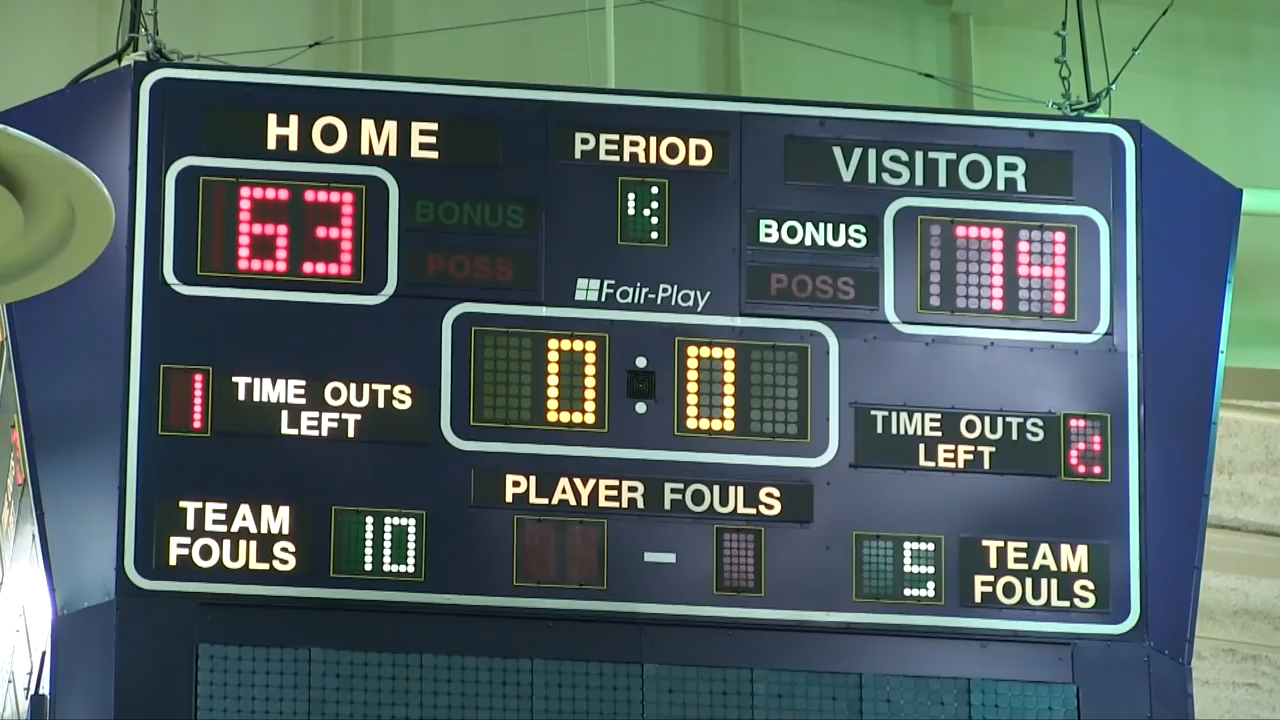 HOME
PERIOD
VISITOR
63
BONUS
POSS
BONUS
POSS
74
Fair-Play
0:0
1
TIME OUTS
LEFT
TIME OUTS
LEFT
2
PLAYER FOULS
TEAM
FOULS
10
-
5
TEAM
FOULS